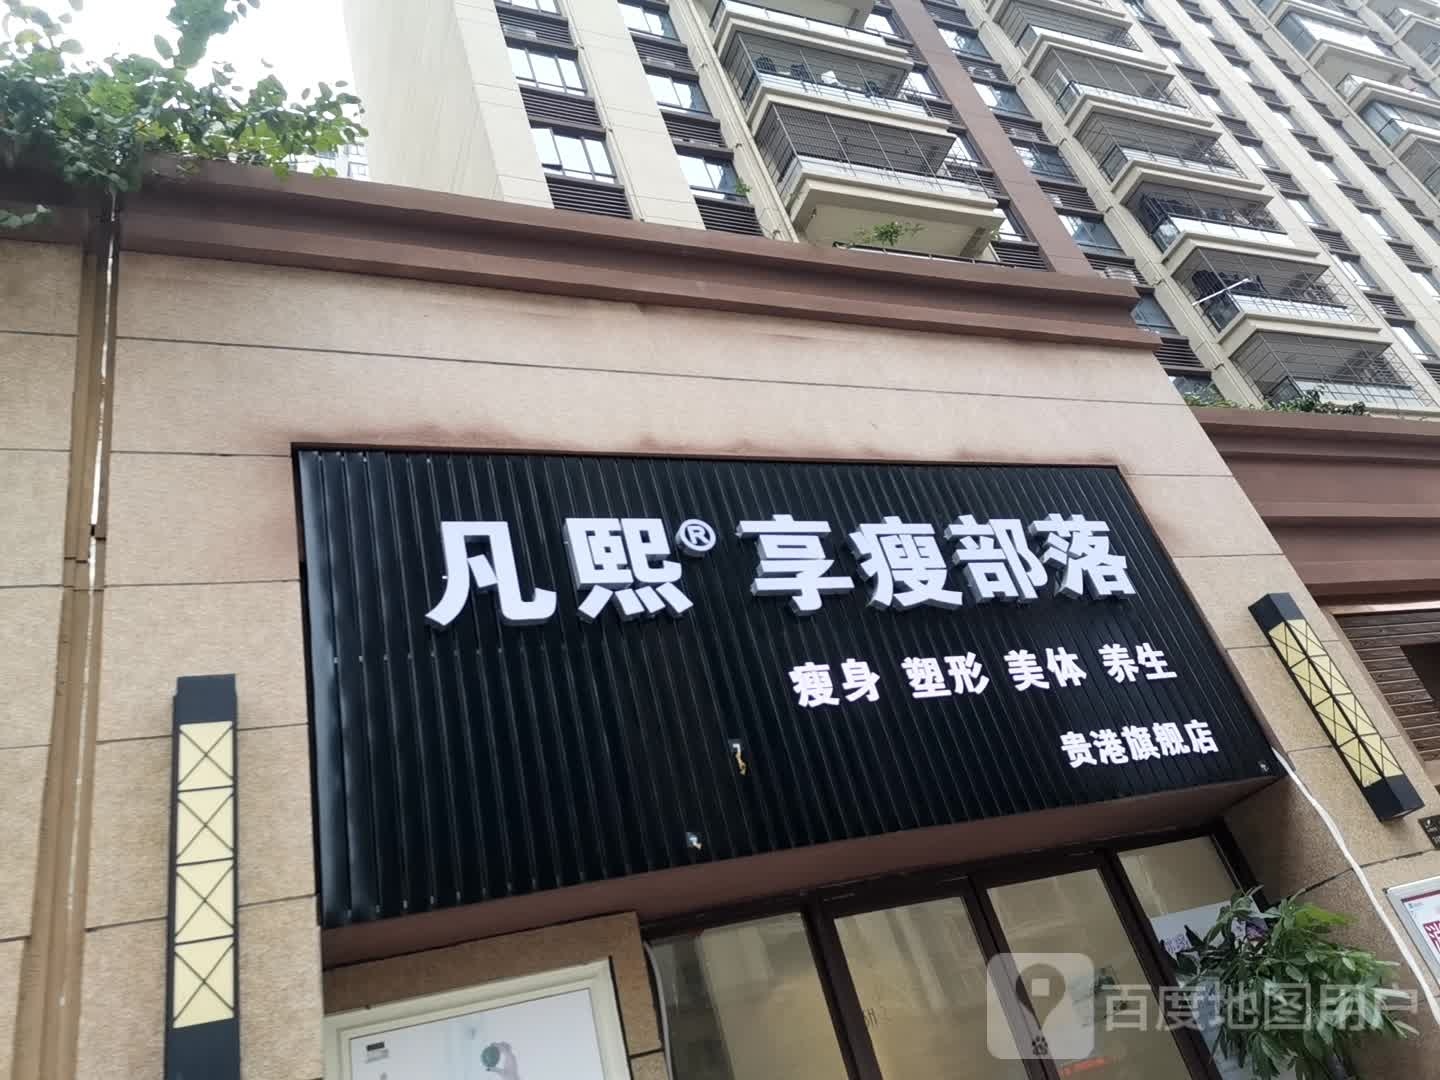 凡熙® 享瘦部落
瘦身 塑形 美体 养生
贵港旗舰店
百度地图用户